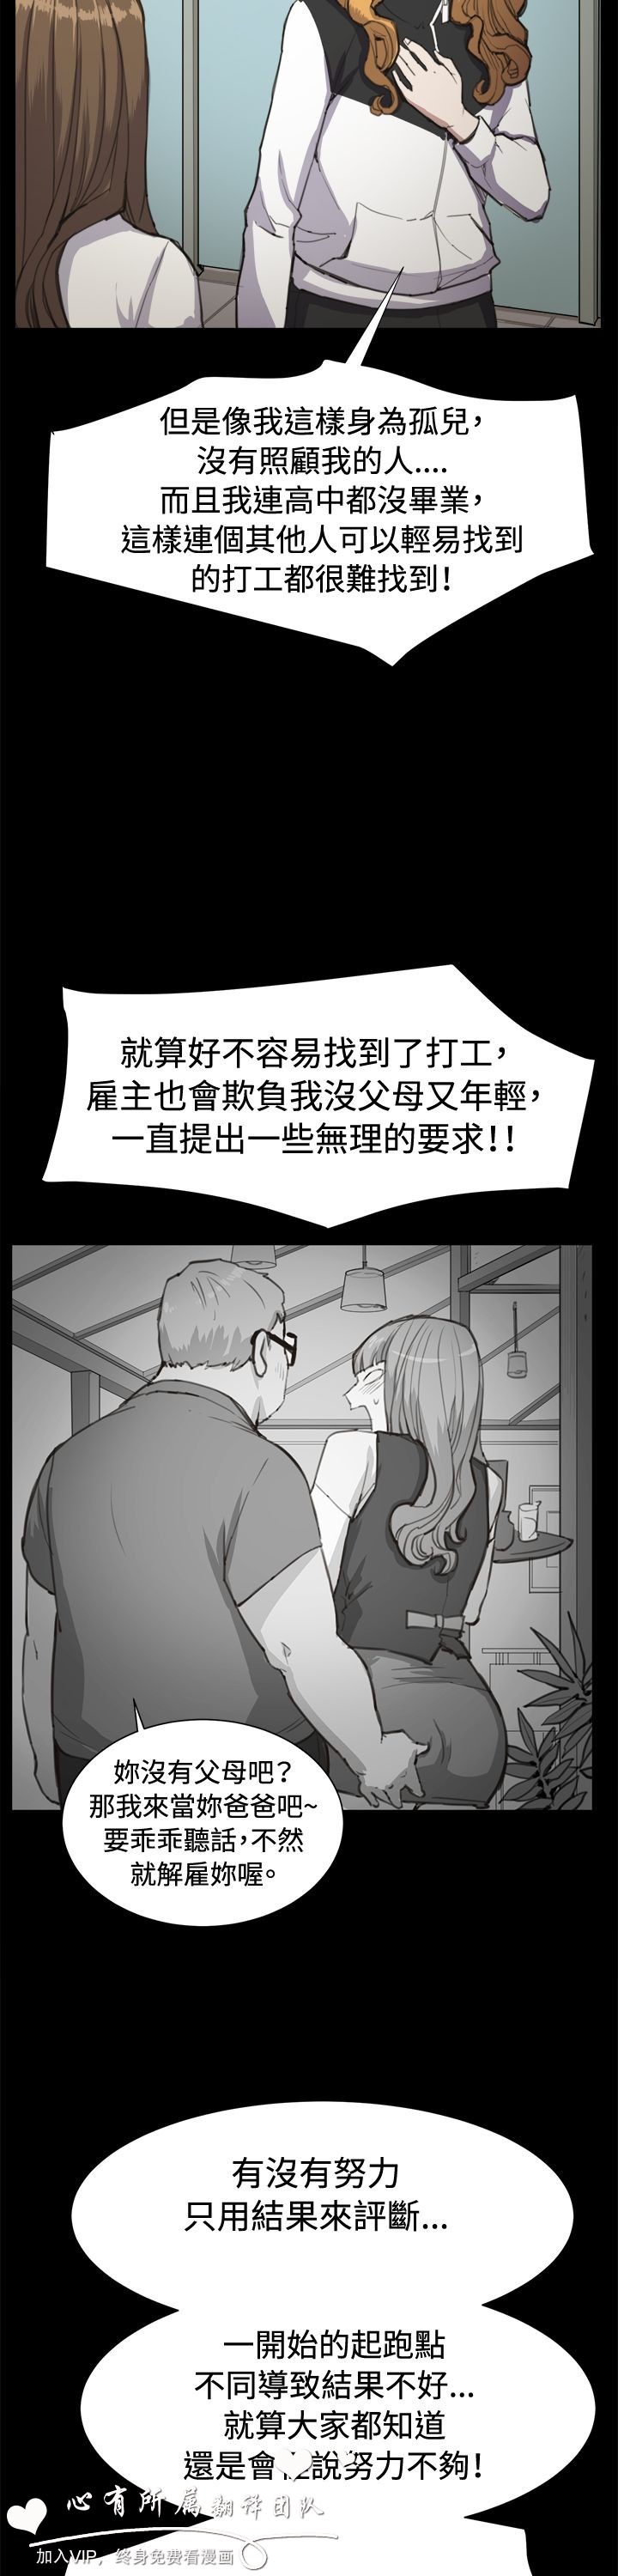 但是像我這樣身為孤兒,
沒有照顧我的人....
而且我連高中都沒畢業,
這樣連個其他人可以輕易找到
的打工都很難找到!
就算好不容易找到了打工,
雇主也會欺負我沒父母又年輕,
一直提出一些無理的要求!!
妳沒有父母吧?
那我來當妳爸爸吧~
要乖乖聽話,不然
就解雇妳喔。
有沒有努力
只用結果來評斷...
一開始的起跑點
不同導致結果不好...
就算大家都知道
還是會說努力不夠!
心有所属翻译团队
加入VIP，终身免费看漫画